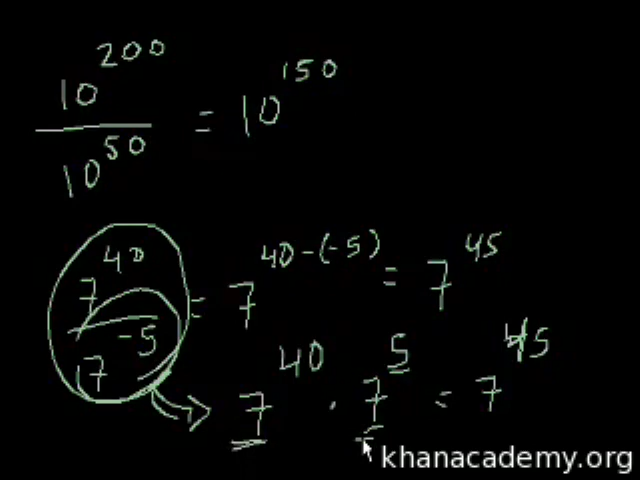 10^200 / 10^50 = 10^150
7^40 / 7^-5 = 7^40-(-5) = 7^45
7^40 · 7^5 = 7^45
khanacademy.org